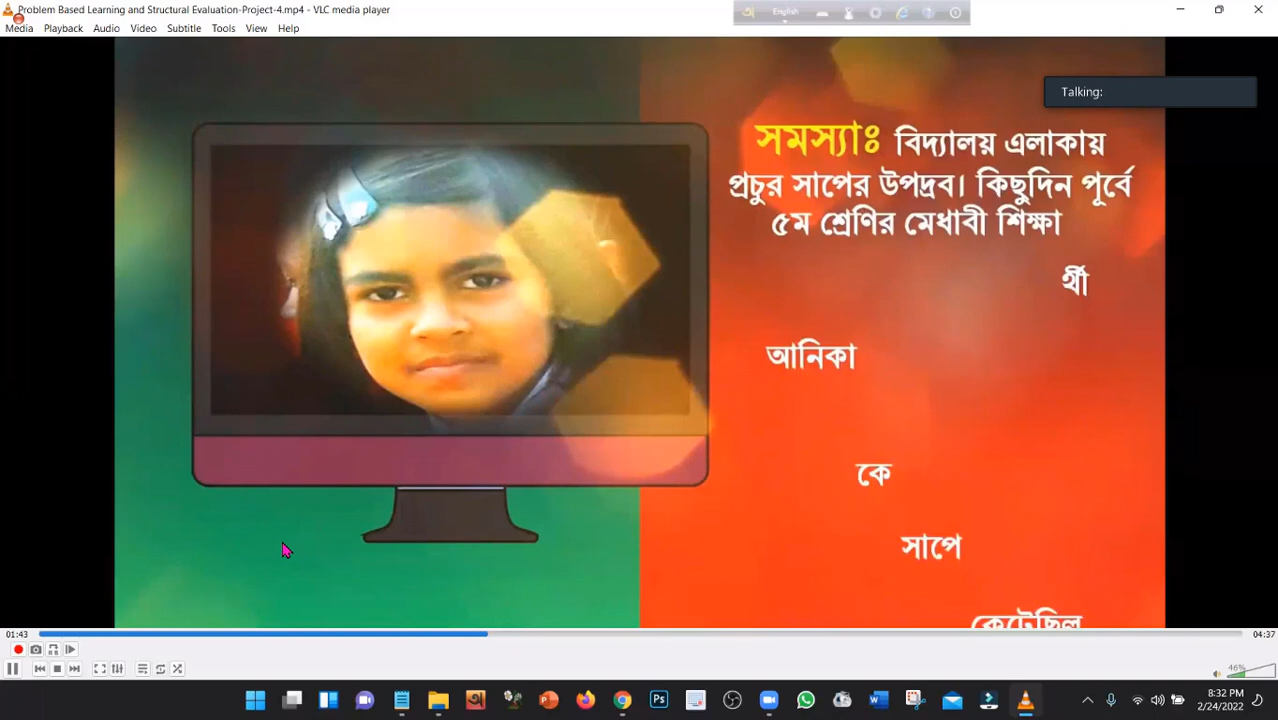 Problem Based Learning and Structural Evaluation-Project-4.mp4 - VLC media player
অ English
Media Playback Audio Video Subtitle Tools View Help
Talking:
সমস্যাঃ বিদ্যালয় এলাকায়
প্রচুর সাপের উপদ্রব। কিছুদিন পূর্বে
৫ম শ্রেণির মেধাবী শিক্ষা
র্থী
আনিকা
কে
সাপে
কেটেছিল
01:43
04:37
46%
8:32 PM
2/24/2022